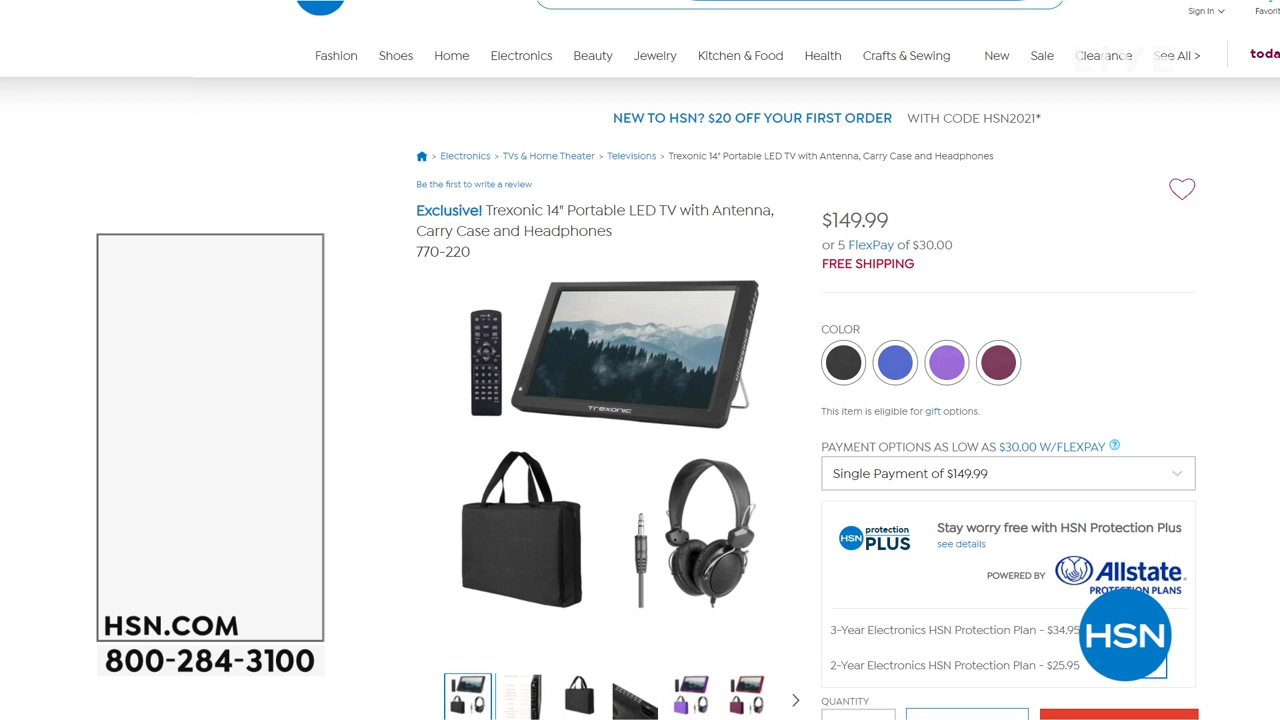 Sign In
Favorit
Fashion Shoes Home Electronics Beauty Jewelry Kitchen & Food Health Crafts & Sewing New Sale Clearance See All >
toda
NEW TO HSN? $20 OFF YOUR FIRST ORDER WITH CODE HSN2021*
> Electronics > TVs & Home Theater > Televisions > Trexonic 14" Portable LED TV with Antenna, Carry Case and Headphones
Be the first to write a review
Exclusive! Trexonic 14" Portable LED TV with Antenna,
Carry Case and Headphones
770-220
TREXONIC
$149.99
or 5 FlexPay of $30.00
FREE SHIPPING
COLOR
This item is eligible for gift options.
PAYMENT OPTIONS AS LOW AS $30.00 W/FLEXPAY ?
Single Payment of $149.99
HSN protection PLUS
Stay worry free with HSN Protection Plus
see details
POWERED BY Allstate.
PROTECTION PLANS
3-Year Electronics HSN Protection Plan - $34.95
2-Year Electronics HSN Protection Plan - $25.95
HSN
QUANTITY
HSN.COM
800-284-3100